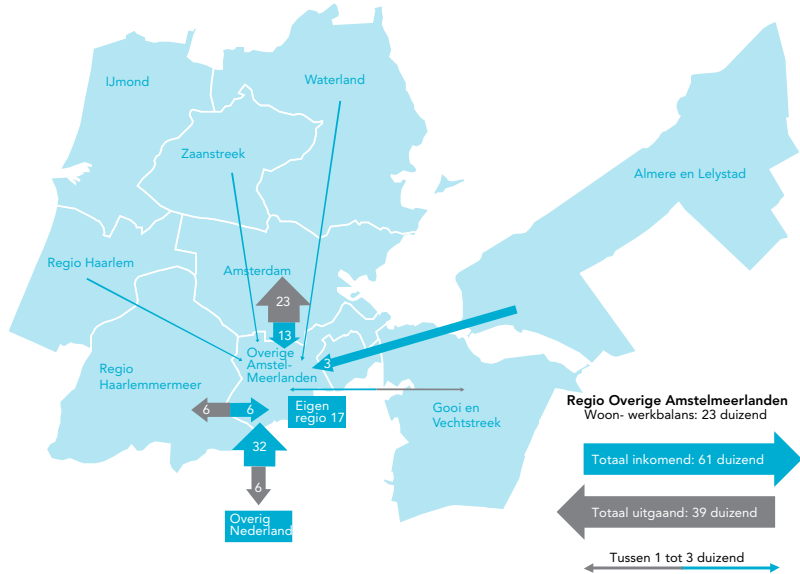 IJmond
Waterland
Zaanstreek
Almere en Lelystad
Regio Haarlem
Amsterdam
23
13
Overige
Amstel-
Meerlanden
3
Regio
Haarlemmermeer
6
6
Eigen
regio 17
Gooi en
Vechtstreek
32
6
Overig
Nederland
Regio Overige Amstelmeerlanden
Woon- werkbalans: 23 duizend
Totaal inkomend: 61 duizend
Totaal uitgaand: 39 duizend
Tussen 1 tot 3 duizend